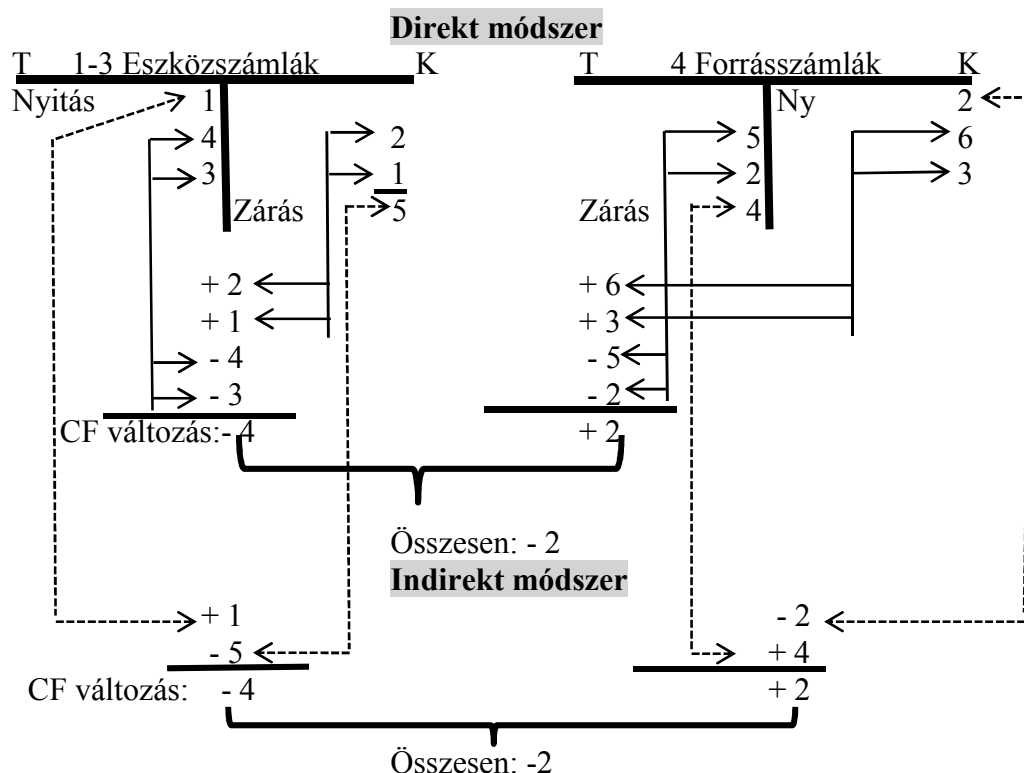 Direkt módszer
T 1-3 Eszközszámlák K T 4 Forrásszámlák K
Nyitás 1 Ny 2
4 2 5 6
3 1 2 3
Zárás 5 Zárás 4
+ 2 + 6
+ 1 + 3
- 4 - 5
- 3 - 2
CF változás: - 4 + 2
Összesen: - 2
Indirekt módszer
+ 1 - 2
- 5 + 4
CF változás: - 4 + 2
Összesen: -2